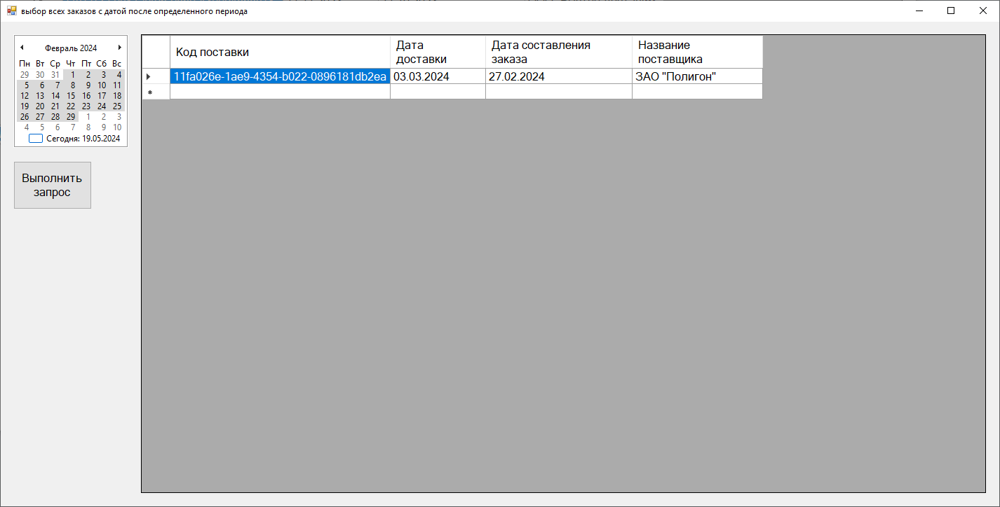 выбор всех заказов с датой после определенного периода
Февраль 2024
Пн Вт Ср Чт Пт Сб Вс
29 30 31 1 2 3 4
5 6 7 8 9 10 11
12 13 14 15 16 17 18
19 20 21 22 23 24 25
26 27 28 29 1 2 3
4 5 6 7 8 9 10
Сегодня: 19.05.2024
Выполнить
запрос
Код поставки
Дата
доставки
Дата составления
заказа
Название
поставщика
11fa026e-1ae9-4354-b022-0896181db2ea 03.03.2024 27.02.2024 ЗАО "Полигон"